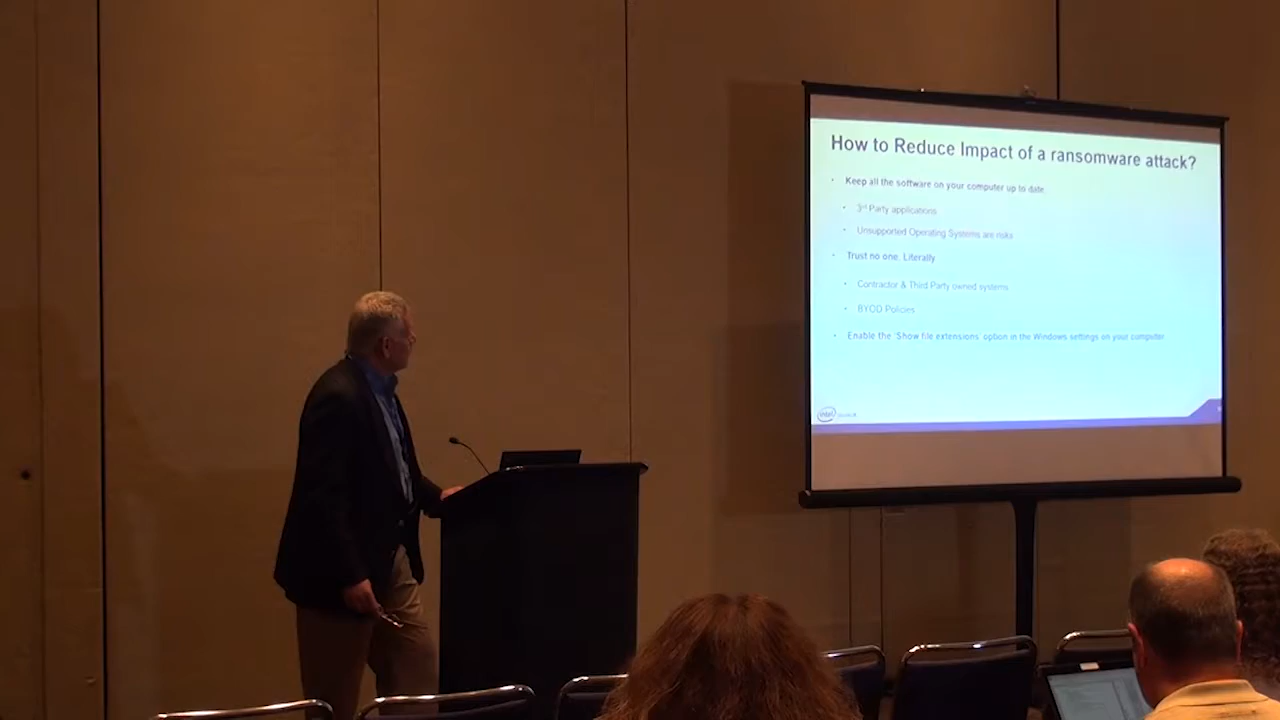 How to Reduce Impact of a ransomware attack?
Keep all the software on your computer up to date.
3rd Party applications
Unsupported Operating Systems are risks
Trust no one. Literally
Contractor & Third Party owned systems
BYOD Policies
Enable the 'Show file extensions' option in the Windows settings on your computer
intel